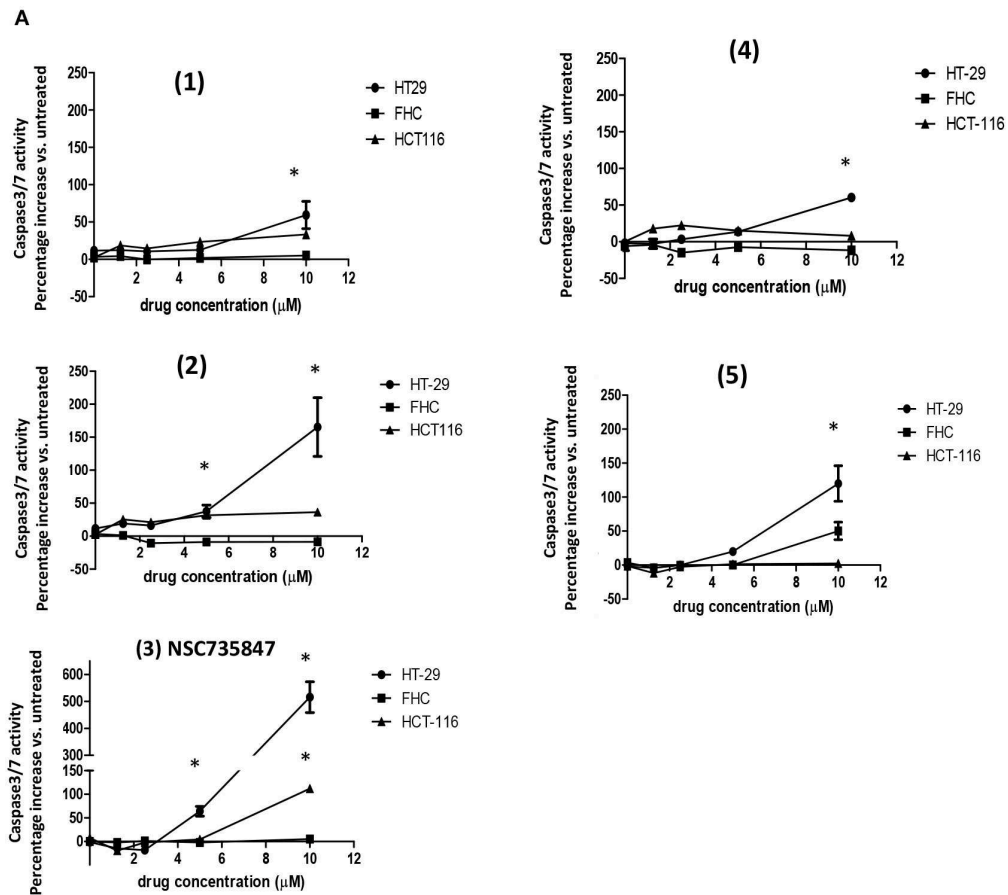 A
(1)
Caspase3/7 activity
Percentage increase vs. untreated
250
200
150
100
50
0
-50
2
4
6
8
10
12
drug concentration (µM)
*
HT29
FHC
HCT116
(4)
Caspase3/7 activity
Percentage increase vs. untreated
250
200
150
100
50
0
-50
2
4
6
8
10
12
drug concentration (µM)
*
HT-29
FHC
HCT-116
(2)
Caspase3/7 activity
Percentage increase vs. untreated
250
200
150
100
50
0
-50
2
4
6
8
10
12
drug concentration (µM)
*
*
HT-29
FHC
HCT116
(5)
Caspase3/7 activity
Percentage increase vs. untreated
250
200
150
100
50
0
-50
2
4
6
8
10
12
drug concentration (µM)
*
HT-29
FHC
HCT-116
(3) NSC735847
Caspase3/7 activity
Percentage increase vs. untreated
600
500
400
300
150
100
50
0
2
4
6
8
10
12
drug concentration (µM)
*
*
*
HT-29
FHC
HCT-116